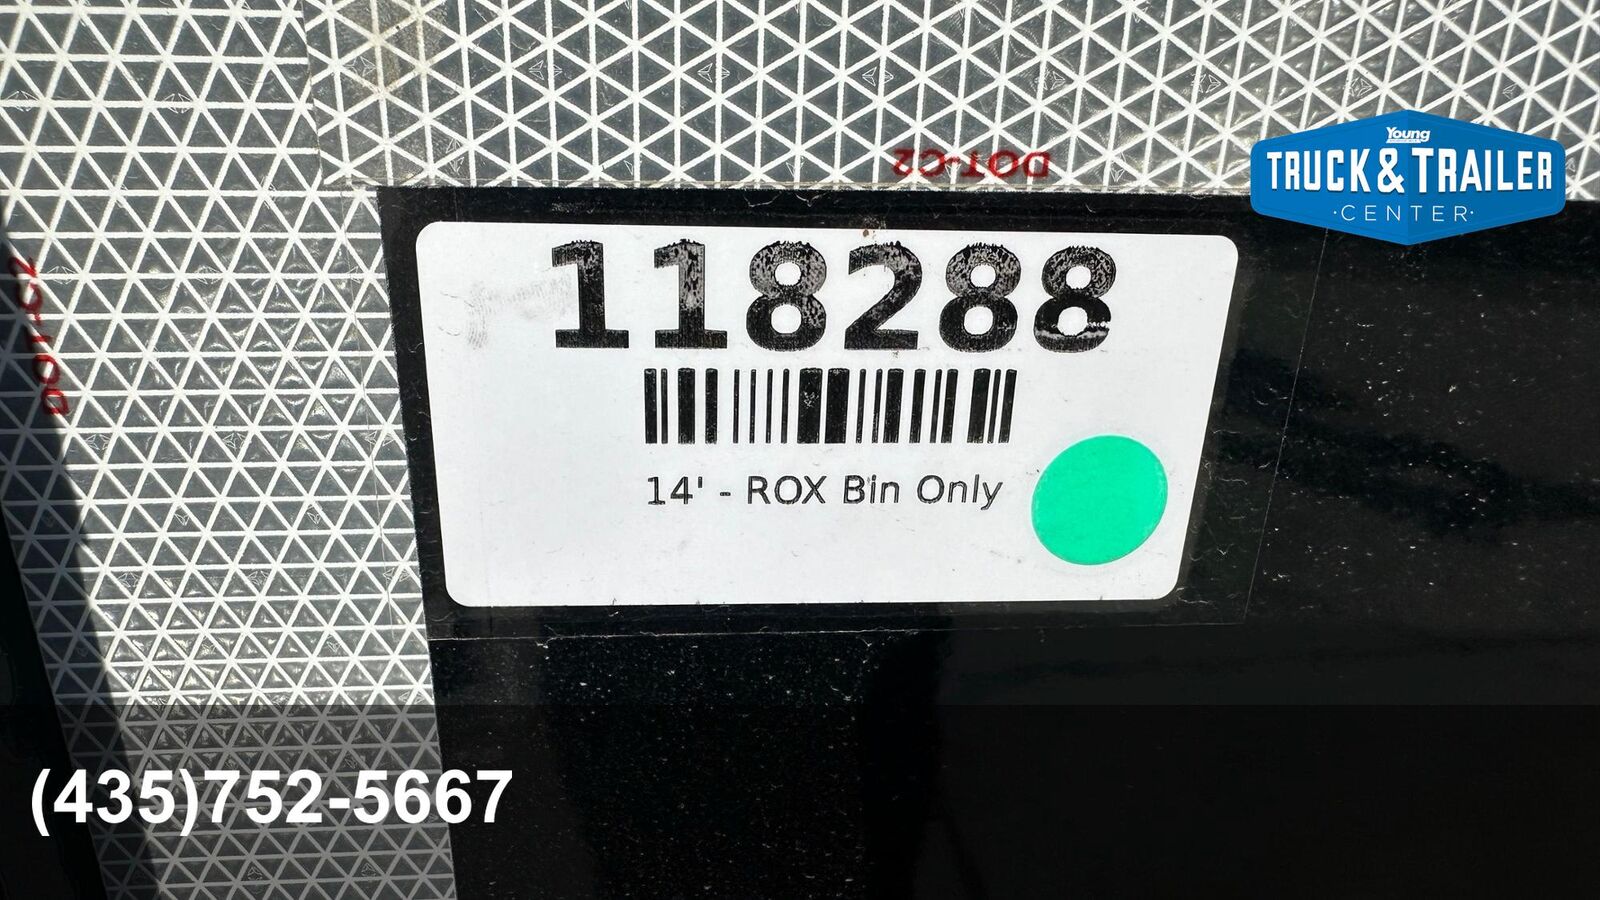 Young
TRUCK & TRAILER
·CENTER·
DOT-C2
DOT-C2
118288
14' - ROX Bin Only
(435)752-5667